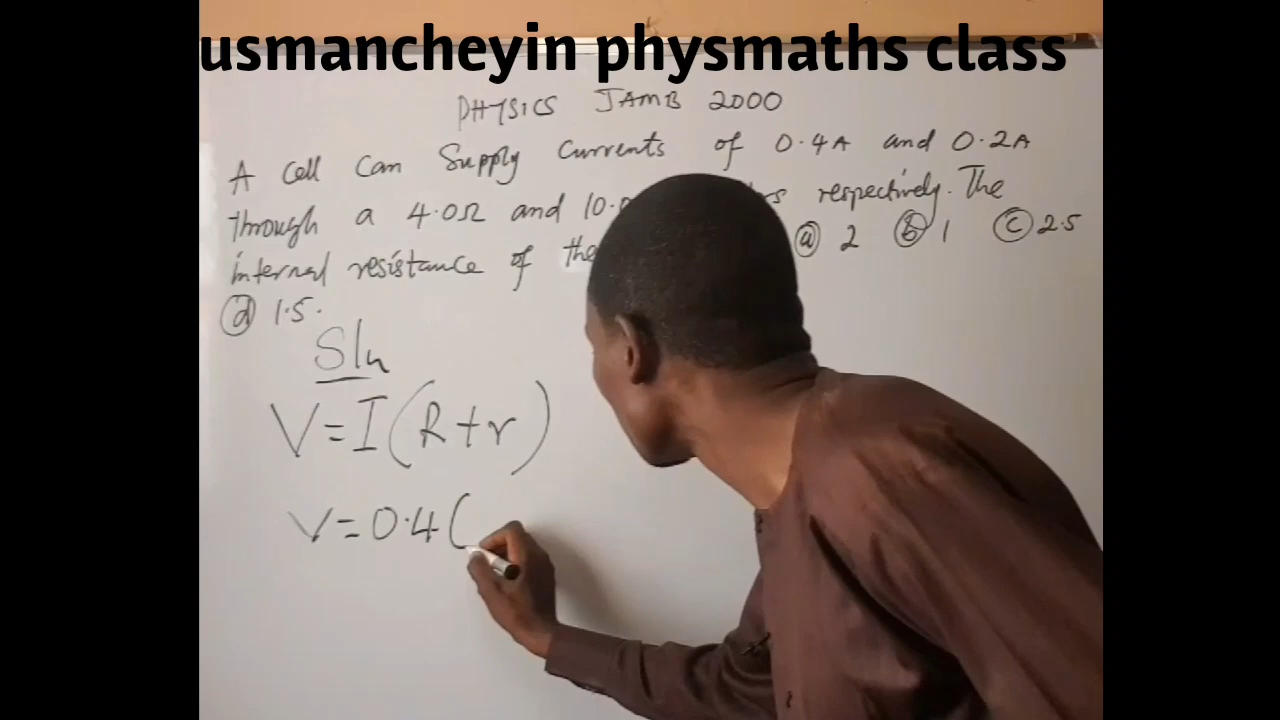 usmancheyin physmaths class
PHYSICS JAMB 2000
A Cell Can Supply Currents of 0.4A and 0.2A
through a 4.0Ω and 10. respectively. The
internal resistance of the ⓐ 2 ⓑ 1 ⓒ 2.5
ⓓ 1.5.
Sln
V=I(R+r)
V=0.4(